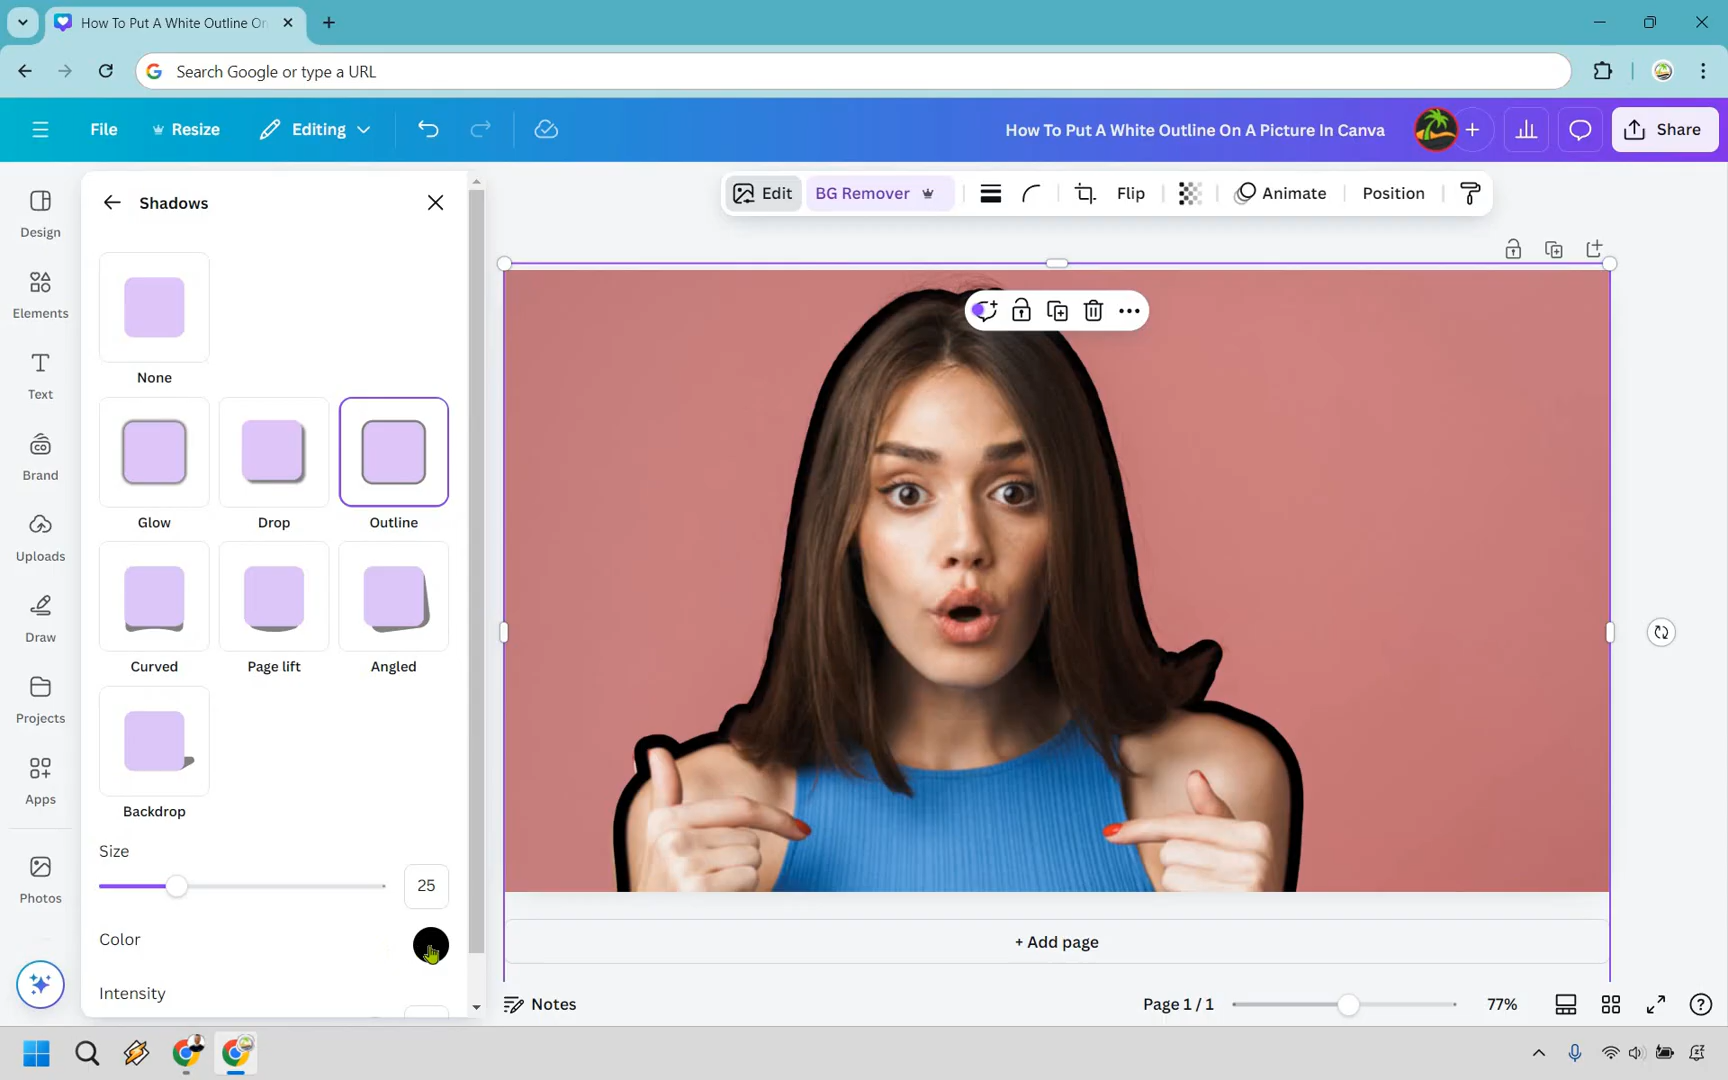 How To Put A White Outline O
Search Google or type a URL
File
Resize
Editing
How To Put A White Outline On A Picture In Canva
Share
Design
Elements
Text
Brand
Uploads
Draw
Projects
Apps
Photos
Shadows
None
Glow
Drop
Outline
Curved
Page lift
Angled
Backdrop
Size
25
Color
Intensity
Edit
BG Remover
Flip
Animate
Position
+ Add page
Notes
Page 1 / 1
77%